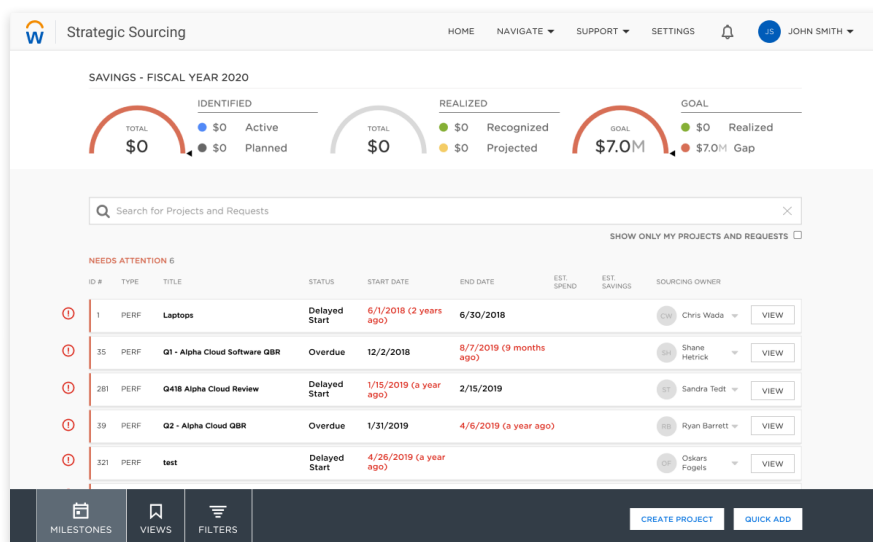 W Strategic Sourcing HOME NAVIGATE SUPPORT SETTINGS JS JOHN SMITH
SAVINGS - FISCAL YEAR 2020
IDENTIFIED
TOTAL
$0
$0 Active
$0 Planned
REALIZED
TOTAL
$0
$0 Recognized
$0 Projected
GOAL
GOAL
$7.0M
$0 Realized
$7.0M Gap
Search for Projects and Requests
SHOW ONLY MY PROJECTS AND REQUESTS
NEEDS ATTENTION 6
ID # TYPE TITLE STATUS START DATE END DATE EST. SPEND EST. SAVINGS SOURCING OWNER
1 PERF Laptops Delayed Start 6/1/2018 (2 years ago) 6/30/2018 CW Chris Wada VIEW
35 PERF Q1 - Alpha Cloud Software QBR Overdue 12/2/2018 8/7/2019 (9 months ago) SH Shane Hetrick VIEW
281 PERF Q418 Alpha Cloud Review Delayed Start 1/15/2019 (a year ago) 2/15/2019 ST Sandra Tedt VIEW
39 PERF Q2 - Alpha Cloud QBR Overdue 1/31/2019 4/6/2019 (a year ago) RB Ryan Barrett VIEW
321 PERF test Delayed Start 4/26/2019 (a year ago) OF Oskars Fogels VIEW
MILESTONES VIEWS FILTERS CREATE PROJECT QUICK ADD